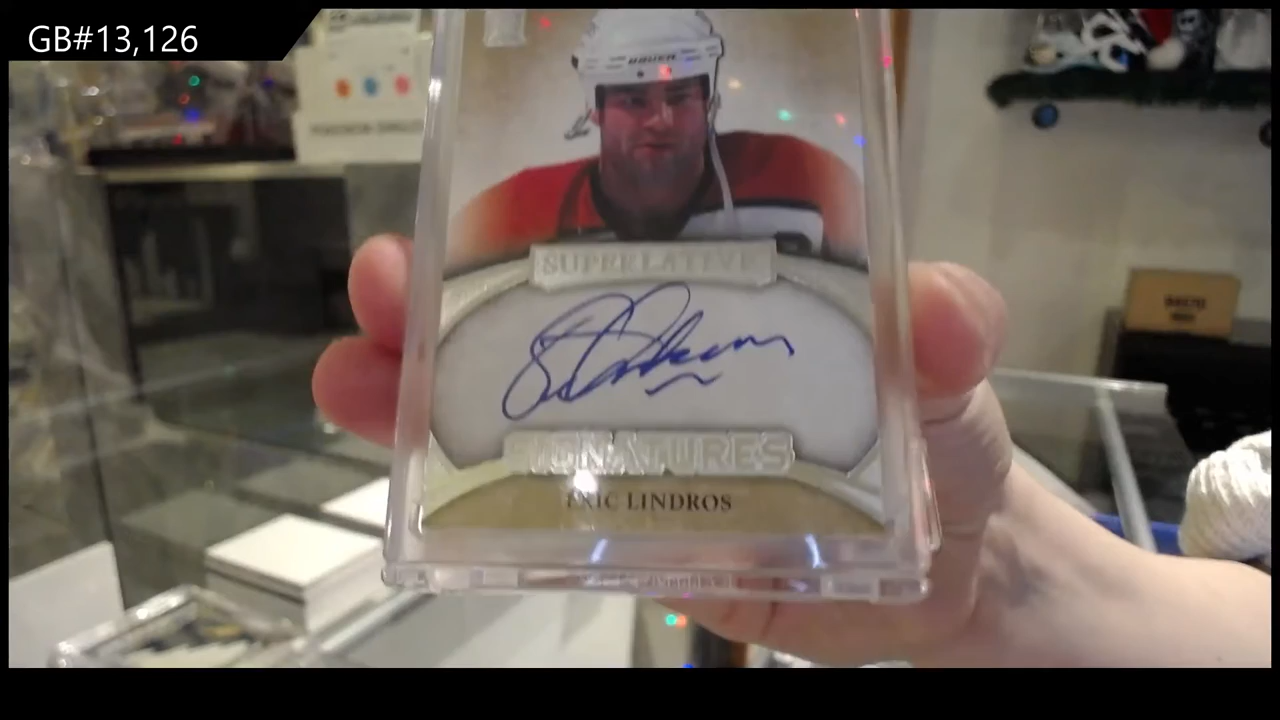 GB#13,126
BAUER
SUPERLATIVE
SIGNATURES
ERIC LINDROS